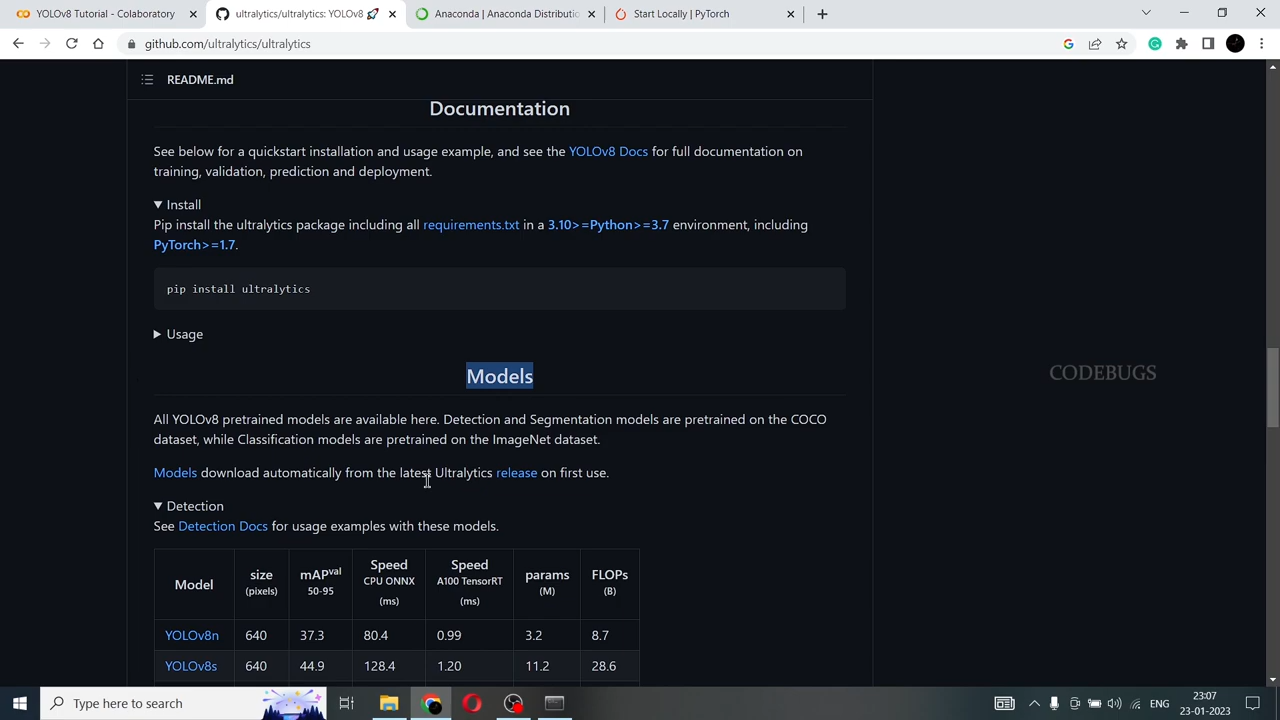 YOLOv8 Tutorial - Colaboratory
ultralytics/ultralytics: YOLOv8 🚀
Anaconda | Anaconda Distributio
Start Locally | PyTorch
github.com/ultralytics/ultralytics
README.md
Documentation
See below for a quickstart installation and usage example, and see the YOLOv8 Docs for full documentation on
training, validation, prediction and deployment.
▼ Install
Pip install the ultralytics package including all requirements.txt in a 3.10>=Python>=3.7 environment, including
PyTorch>=1.7.
pip install ultralytics
▶ Usage
Models
CODEBUGS
All YOLOv8 pretrained models are available here. Detection and Segmentation models are pretrained on the COCO
dataset, while Classification models are pretrained on the ImageNet dataset.
Models download automatically from the latest Ultralytics release on first use.
▼ Detection
See Detection Docs for usage examples with these models.
Model size (pixels) mAPval 50-95 Speed CPU ONNX (ms) Speed A100 TensorRT (ms) params (M) FLOPs (B)
YOLOv8n 640 37.3 80.4 0.99 3.2 8.7
YOLOv8s 640 44.9 128.4 1.20 11.2 28.6
Type here to search
ENG
23:07
23-01-2023